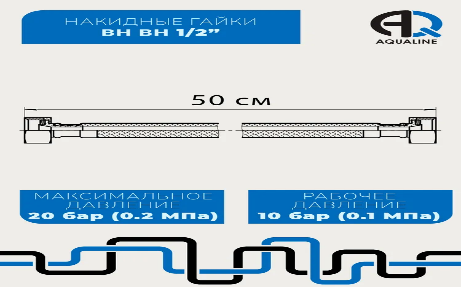 НАКИДНЫЕ ГАЙКИ
ВН ВН 1/2”
AQ
AQUALINE
50 см
МАКСИМАЛЬНОЕ
ДАВЛЕНИЕ
20 бар (0.2 МПа)
РАБОЧЕЕ
ДАВЛЕНИЕ
10 бар (0.1 МПа)